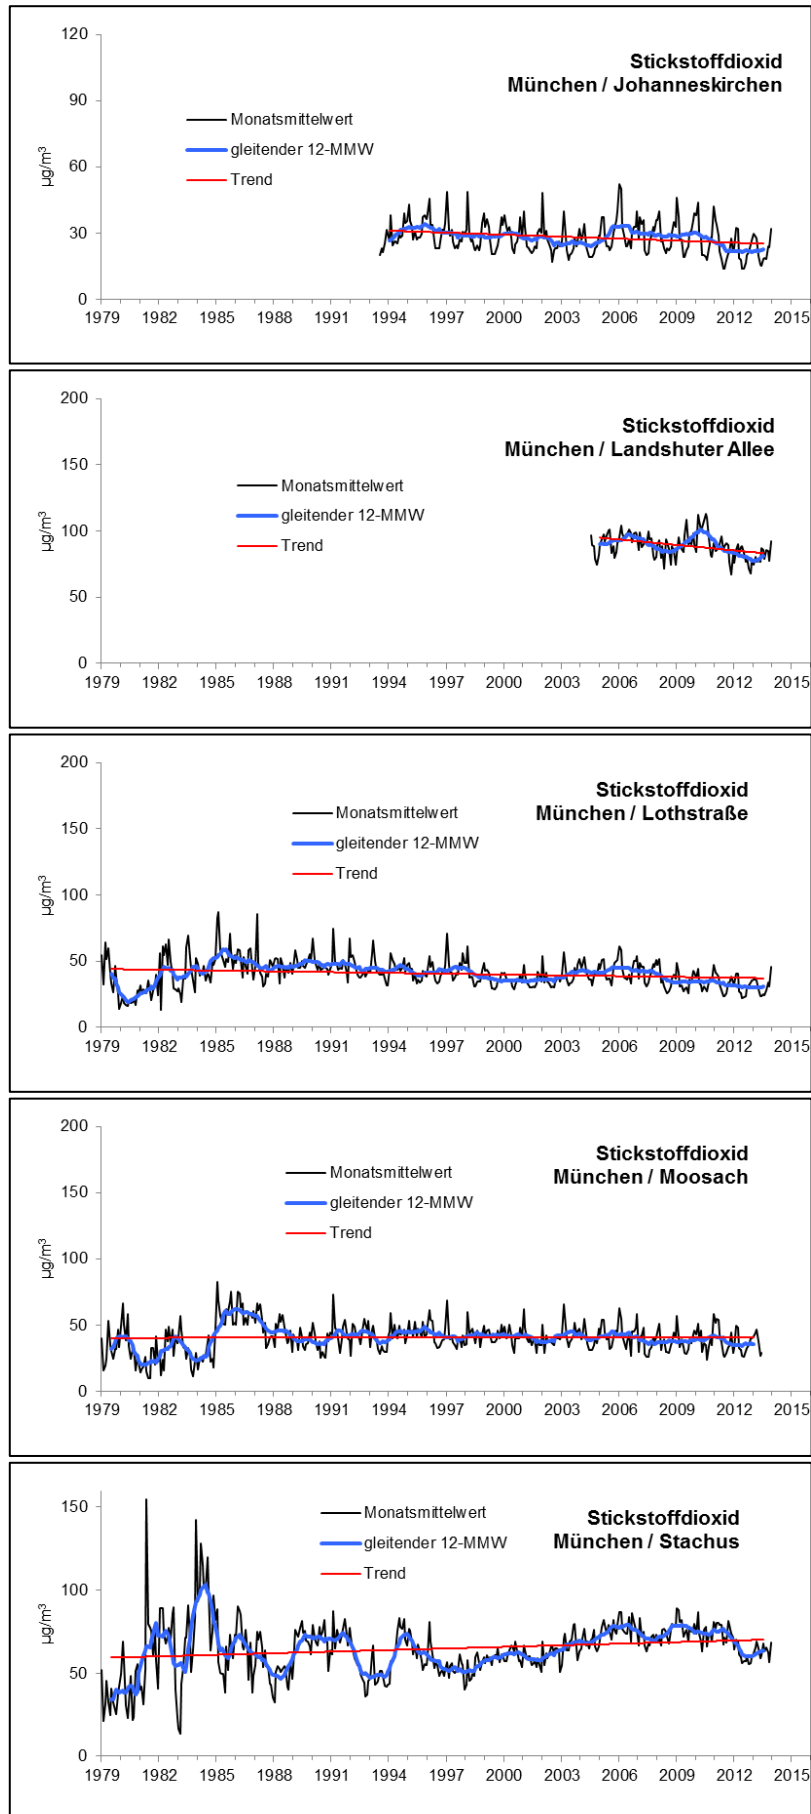 Stickstoffdioxid
München / Johanneskirchen
Monatsmittelwert
gleitender 12-MMW
Trend
µg/m³
120
90
60
30
0
1979 1982 1985 1988 1991 1994 1997 2000 2003 2006 2009 2012 2015
Stickstoffdioxid
München / Landshuter Allee
Monatsmittelwert
gleitender 12-MMW
Trend
µg/m³
200
150
100
50
0
1979 1982 1985 1988 1991 1994 1997 2000 2003 2006 2009 2012 2015
Stickstoffdioxid
München / Lothstraße
Monatsmittelwert
gleitender 12-MMW
Trend
µg/m³
200
150
100
50
0
1979 1982 1985 1988 1991 1994 1997 2000 2003 2006 2009 2012 2015
Stickstoffdioxid
München / Moosach
Monatsmittelwert
gleitender 12-MMW
Trend
µg/m³
200
150
100
50
0
1979 1982 1985 1988 1991 1994 1997 2000 2003 2006 2009 2012 2015
Stickstoffdioxid
München / Stachus
Monatsmittelwert
gleitender 12-MMW
Trend
µg/m³
150
100
50
0
1979 1982 1985 1988 1991 1994 1997 2000 2003 2006 2009 2012 2015